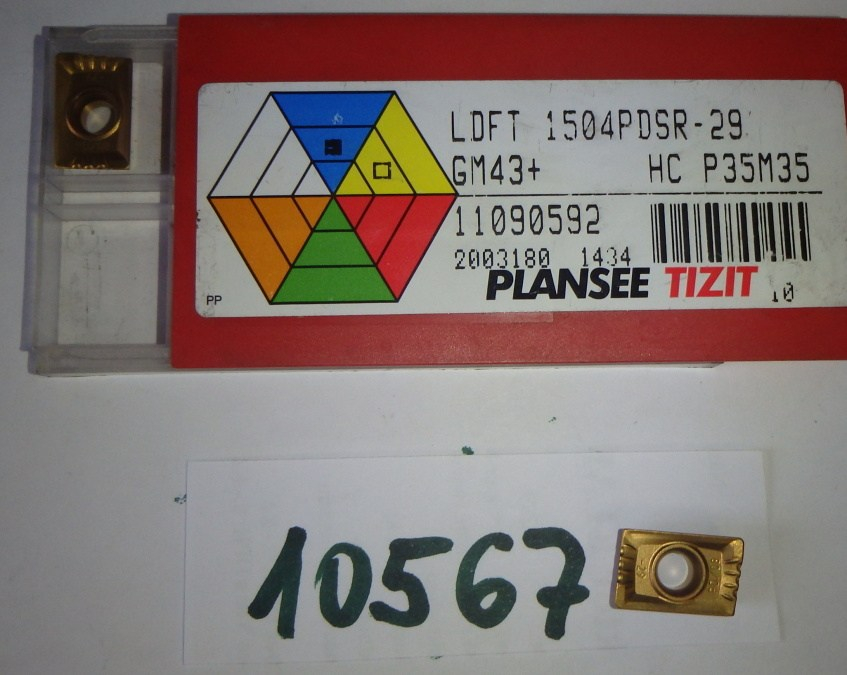 LDFT 1504PDSR-29
GM43+ HC P35M35
11090592
2003180 1434
PLANSEE TIZIT 10
PP
10567